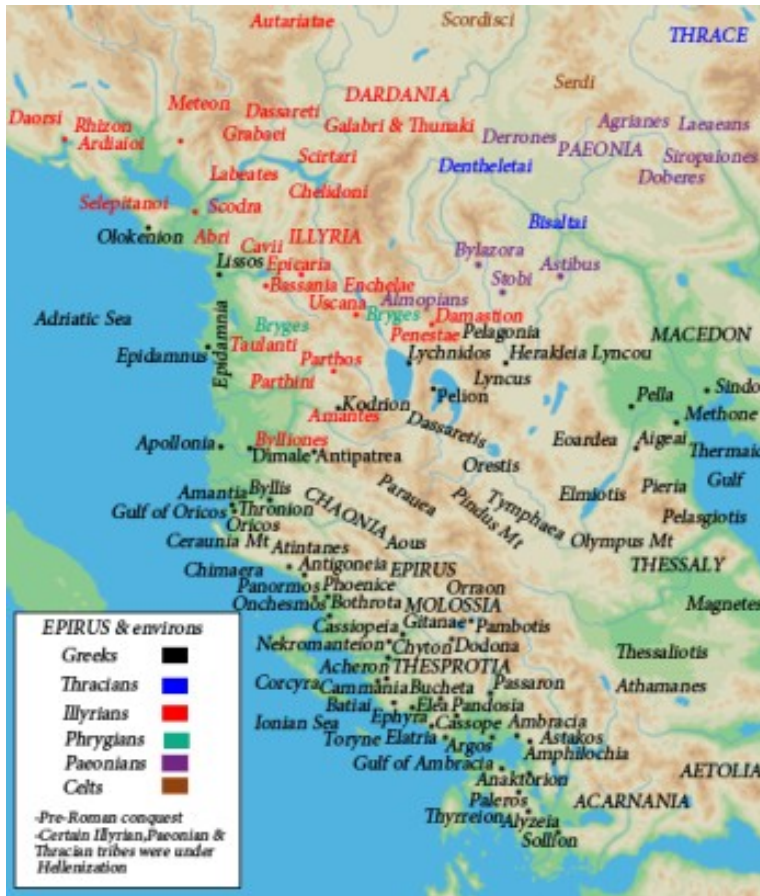 Autariatae
Scordisci
THRACE
Serdi
Meteon
DARDANIA
Daorsi
Rhizon
Ardiaioi
Dassareti
Grabaei
Galabri & Thunaki
Agrianes
Laeaeans
Derrones
PAEONIA
Siropaiones
Doberes
Scirtari
Labeates
Dentheletai
Chelidoni
Selepitanoi
Scodra
Bisaltai
Olokenion
Abri
ILLYRIA
Cavii
Lissos
Epicaria
Bylazora
Astibus
Stobi
Bassania
Enchelae
Uscana
Almopians
Adriatic Sea
Bryges
Bryges
Damastion
Penestae
Pelagonia
MACEDON
Epidamnia
Epidamnus
Taulanti
Lychnidos
Herakleia Lyncou
Parthos
Parthini
Lyncus
Pelion
Sindo
Pella
Kodrion
Amantes
Dassaretis
Methone
Apollonia
Bylliones
Dimale
Antipatrea
Eoardea
Aigeai
Thermaic
Gulf
Orestis
Elmiotis
Pieria
Amantia
Byllis
Parauea
Pindus Mt
Tymphaea
Gulf of Oricos
Thronion
CHAONIA
Pelasgiotis
Oricos
Ceraunia Mt
Atintanes
Aous
Olympus Mt
Chimaera
Antigoneia
EPIRUS
THESSALY
Panormos
Phoenice
Orraon
Onchesmos
Bothrota
MOLOSSIA
Magnetes
Cassiopeia
Gitanae
Pambotis
Nekromanteion
Chyton
Dodona
Thessaliotis
Acheron
THESPROTIA
Corcyra
Cammania
Bucheta
Passaron
Athamanes
Batiai
Elea
Pandosia
Ionian Sea
Ephyra
Cassope
Ambracia
Toryne
Elatria
Argos
Astakos
Amphilochia
Gulf of Ambracia
AETOLIA
Anaktorion
Paleros
ACARNANIA
Thyrreion
Alyzeia
Sollion
EPIRUS & environs
Greeks
Thracians
Illyrians
Phrygians
Paeonians
Celts
-Pre-Roman conquest
-Certain Illyrian,Paeonian &
Thracian tribes were under
Hellenization